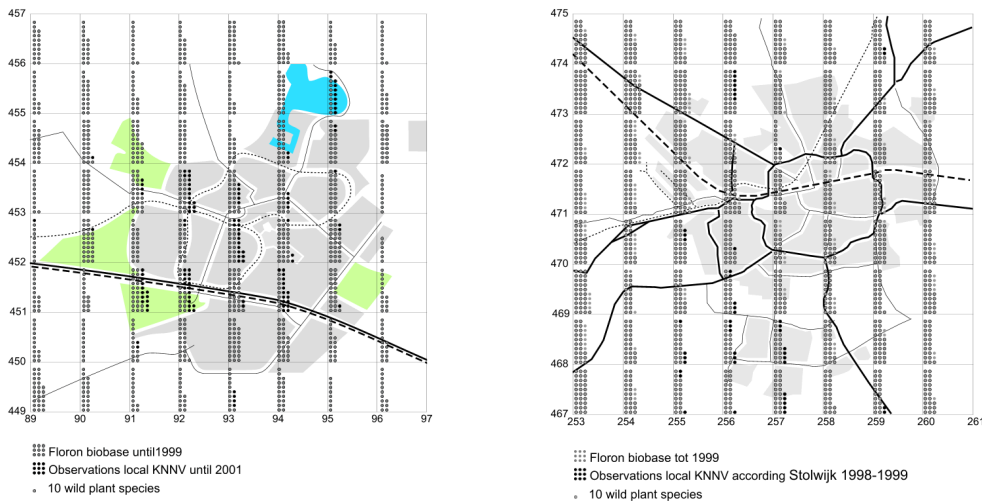 457
456
455
454
453
452
451
450
449
89 90 91 92 93 94 95 96 97
Floron biobase until1999
Observations local KNNV until 2001
10 wild plant species
475
474
473
472
471
470
469
468
467
253 254 255 256 257 258 259 260 261
Floron biobase tot 1999
Observations local KNNV according Stolwijk 1998-1999
10 wild plant species